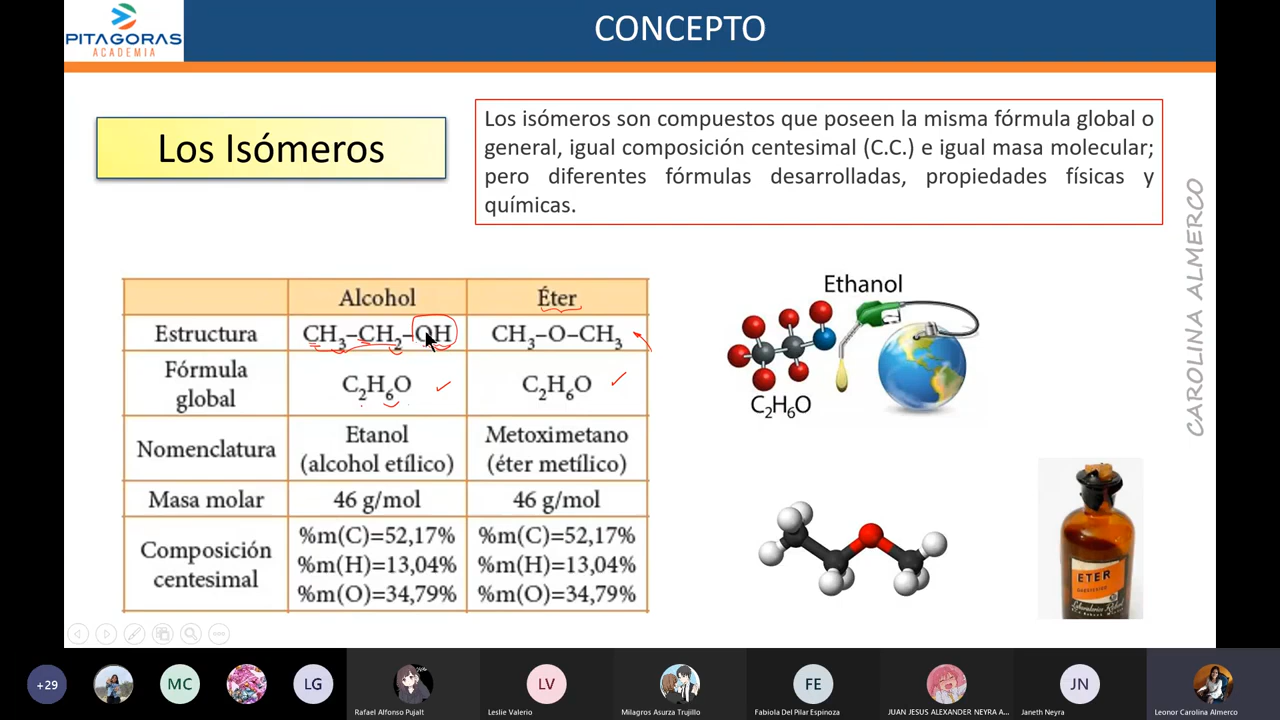 PITAGORAS
ACADEMIA
CONCEPTO
Los Isómeros
Los isómeros son compuestos que poseen la misma fórmula global o
general, igual composición centesimal (C.C.) e igual masa molecular;
pero diferentes fórmulas desarrolladas, propiedades físicas y
químicas.
CAROLINA ALMERCO
Alcohol Éter
Estructura CH₃–CH₂–OH CH₃–O–CH₃
Fórmula
global C₂H₆O C₂H₆O
Nomenclatura
Etanol
(alcohol etílico)
Metoximetano
(éter metílico)
Masa molar 46 g/mol 46 g/mol
Composición
centesimal
%m(C)=52,17% %m(C)=52,17%
%m(H)=13,04% %m(H)=13,04%
%m(O)=34,79% %m(O)=34,79%
Ethanol
C₂H₆O
ETER
+29
MC
LG
Rafael Alfonso Pujalt
LV
Leslie Valerio
Milagros Asurza Trujillo
FE
Fabiola Del Pilar Espinoza
JUAN JESUS ALEXANDER NEYRA A...
JN
Janeth Neyra
Leonor Carolina Almerco